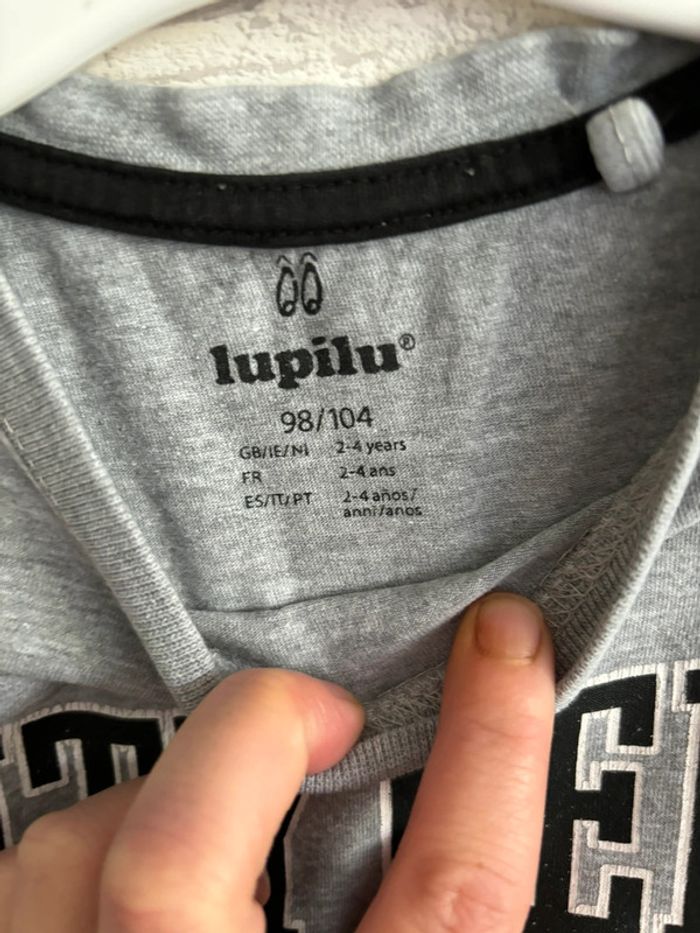 lupilu®
98/104
GB/IE/NI 2-4 years
FR 2-4 ans
ES/IT/PT 2-4 años/
anni/anos